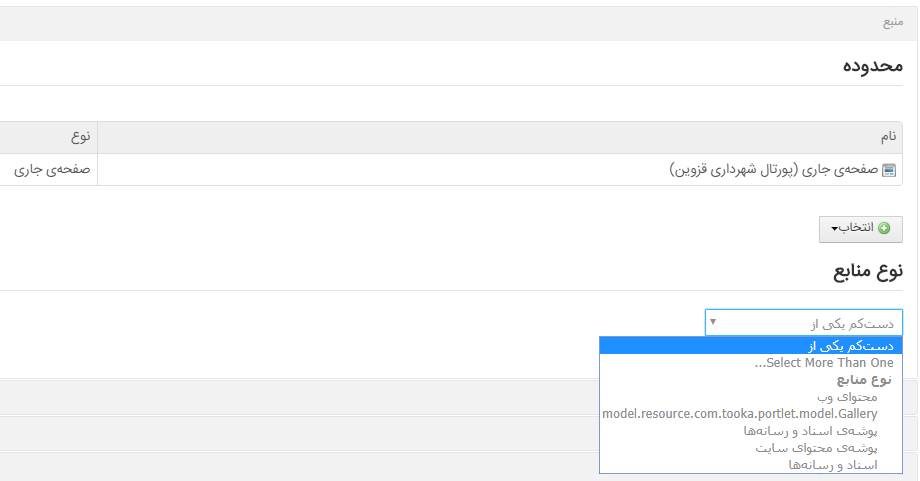 منبع
محدوده
نام نوع
صفحه‌ی جاری (پورتال شهرداری قزوین) صفحه‌ی جاری
انتخاب
نوع منابع
دست‌کم یکی از
دست‌کم یکی از
Select More Than One...
نوع منابع
محتوای وب
model.resource.com.tooka.portlet.model.Gallery
پوشه‌ی اسناد و رسانه‌ها
پوشه‌ی محتوای سایت
اسناد و رسانه‌ها